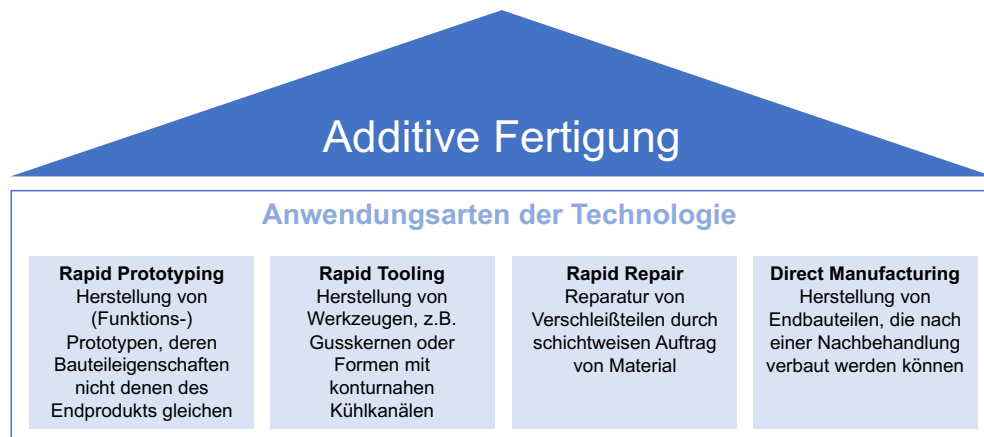 Additive Fertigung
Anwendungsarten der Technologie
Rapid Prototyping
Herstellung von
(Funktions-)
Prototypen, deren
Bauteileigenschaften
nicht denen des
Endprodukts gleichen
Rapid Tooling
Herstellung von
Werkzeugen, z.B.
Gusskernen oder
Formen mit
konturnahen
Kühlkanälen
Rapid Repair
Reparatur von
Verschleißteilen durch
schichtweisen Auftrag
von Material
Direct Manufacturing
Herstellung von
Endbauteilen, die nach
einer Nachbehandlung
verbaut werden können